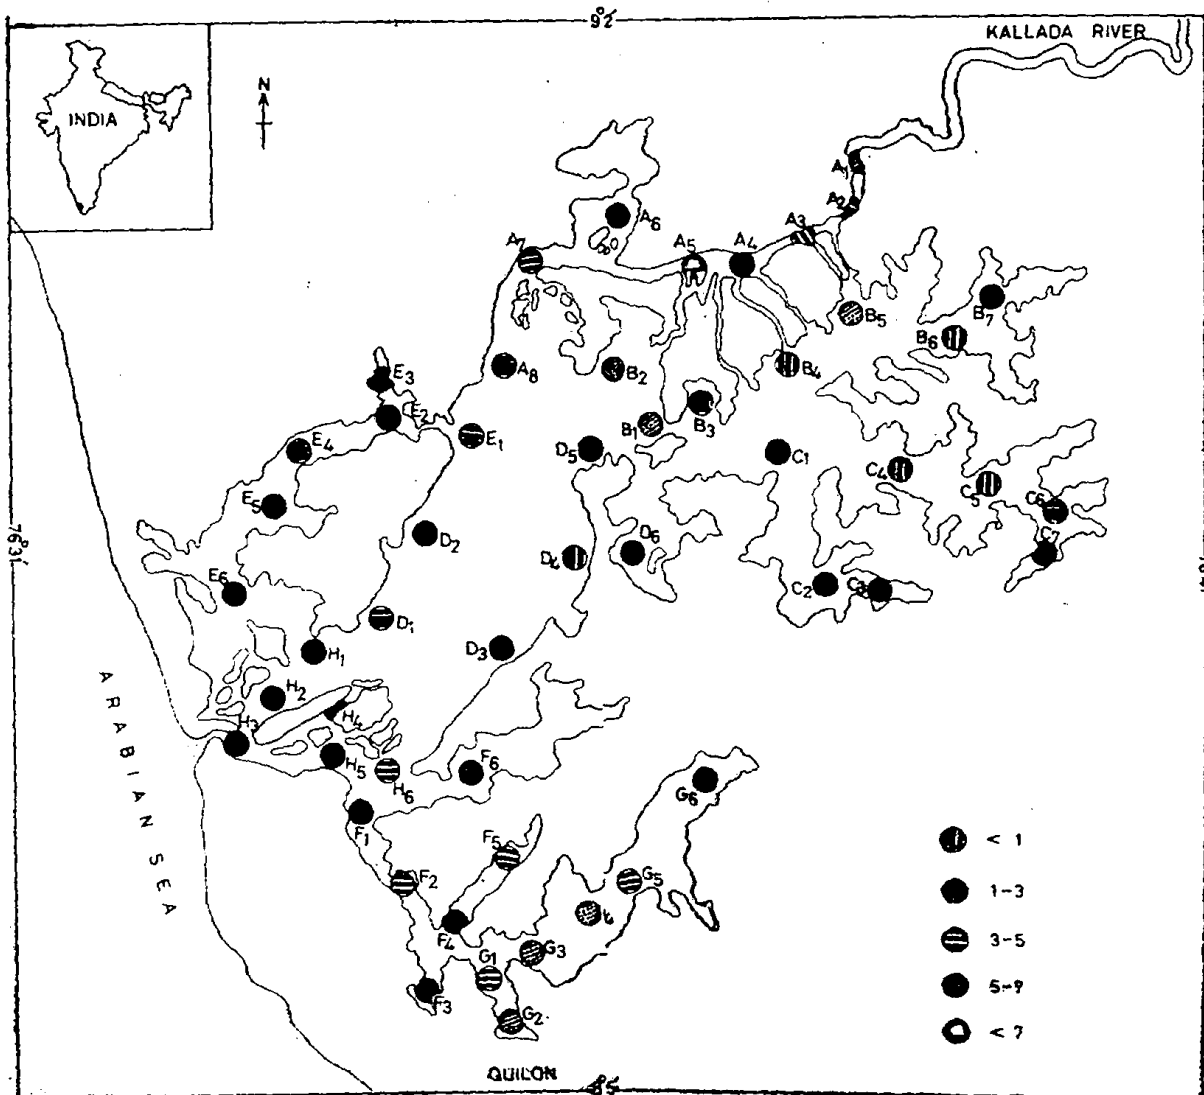 9°2'
KALLADA RIVER
INDIA
N
A1
A2
A3
A4
A5
A6
A7
A8
B1
B2
B3
B4
B5
B6
B7
C1
C2
C3
C4
C5
C6
C7
D1
D2
D3
D4
D5
D6
E1
E2
E3
E4
E5
E6
F1
F2
F3
F4
F5
F6
G1
G2
G3
G5
G6
H1
H2
H3
H4
H5
H6
76°31'
ARABIAN SEA
QUILON
< 1
1-3
3-5
5-9
< 7